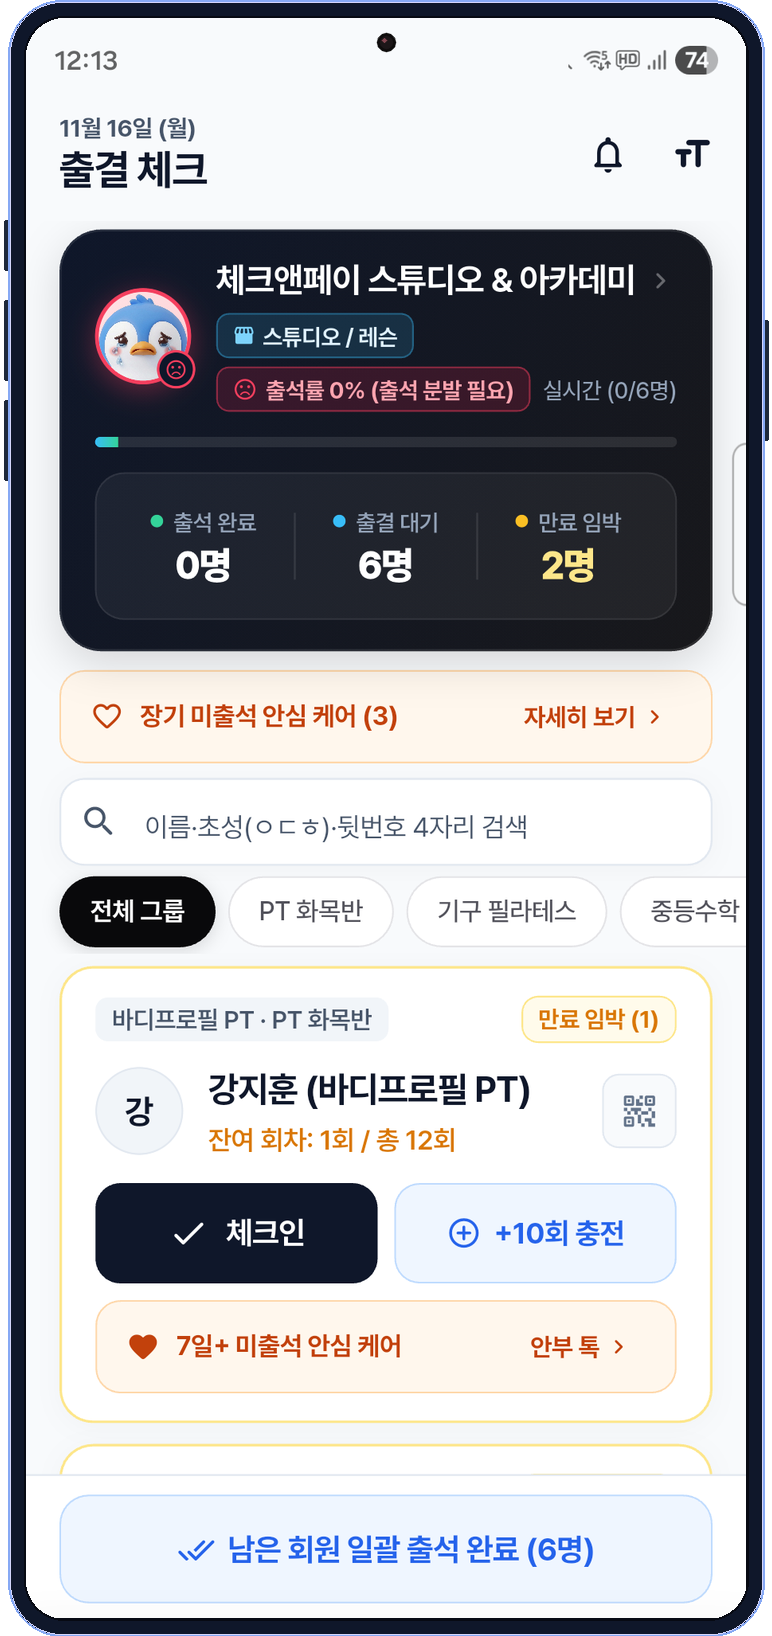 12:13
HD
74
11월 16일 (월)
출결 체크
체크앤페이 스튜디오 & 아카데미
스튜디오 / 레슨
출석률 0% (출석 분발 필요) 실시간 (0/6명)
출석 완료 출결 대기 만료 임박
0명 6명 2명
장기 미출석 안심 케어 (3) 자세히 보기
이름·초성(ㅇㄷㅎ)·뒷번호 4자리 검색
전체 그룹 PT 화목반 기구 필라테스 중등수학
바디프로필 PT · PT 화목반 만료 임박 (1)
강 강지훈 (바디프로필 PT)
잔여 회차: 1회 / 총 12회
체크인 +10회 충전
7일+ 미출석 안심 케어 안부 톡
남은 회원 일괄 출석 완료 (6명)